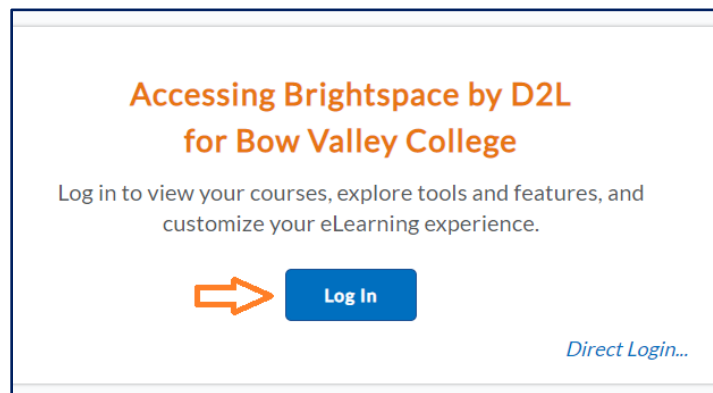 Accessing Brightspace by D2L
for Bow Valley College
Log in to view your courses, explore tools and features, and
customize your eLearning experience.
Log In
Direct Login...